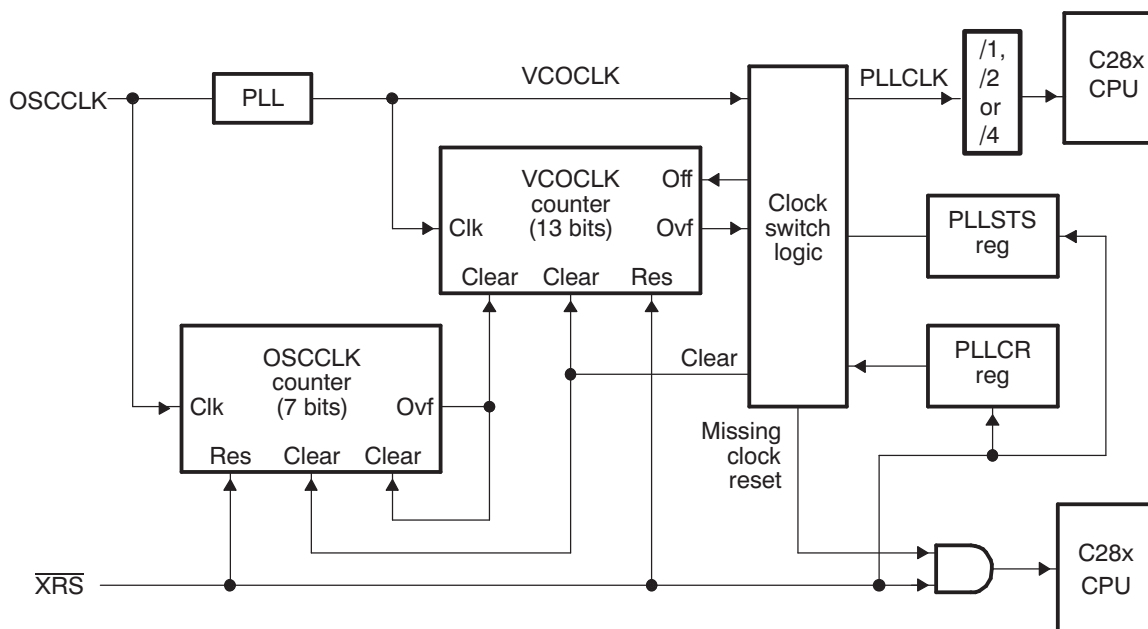 OSCCLK
PLL
VCOCLK
PLLCLK
/1,
/2
or
/4
C28x
CPU
VCOCLK
counter
(13 bits)
Off
Clk
Ovf
Clear
Clear
Res
Clock
switch
logic
PLLSTS
reg
OSCCLK
counter
(7 bits)
Clk
Ovf
Res
Clear
Clear
Clear
PLLCR
reg
Missing
clock
reset
XRS
C28x
CPU